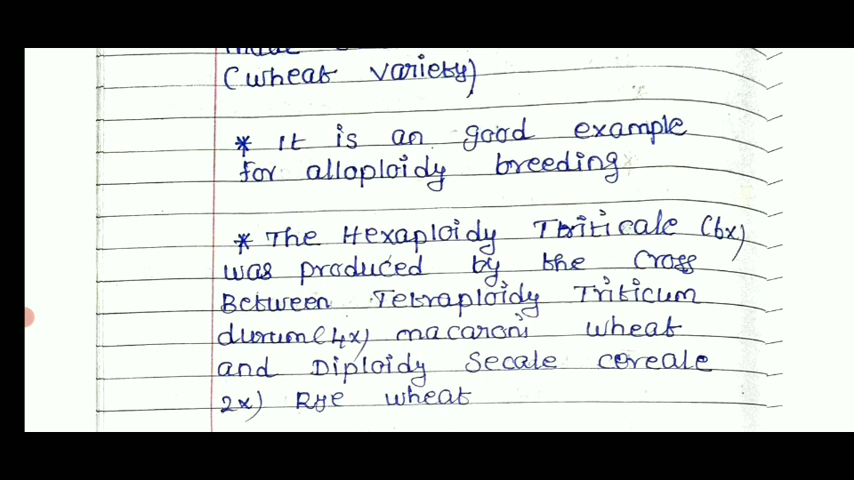 (wheat variety)
* It is an good example
for alloploidy breeding
* The Hexaploidy Triticale (6x)
was produced by the cross
Between Tetraploidy Triticum
durum (4x) macaroni wheat
and Diploidy Secale cereale
2x) Rye wheat